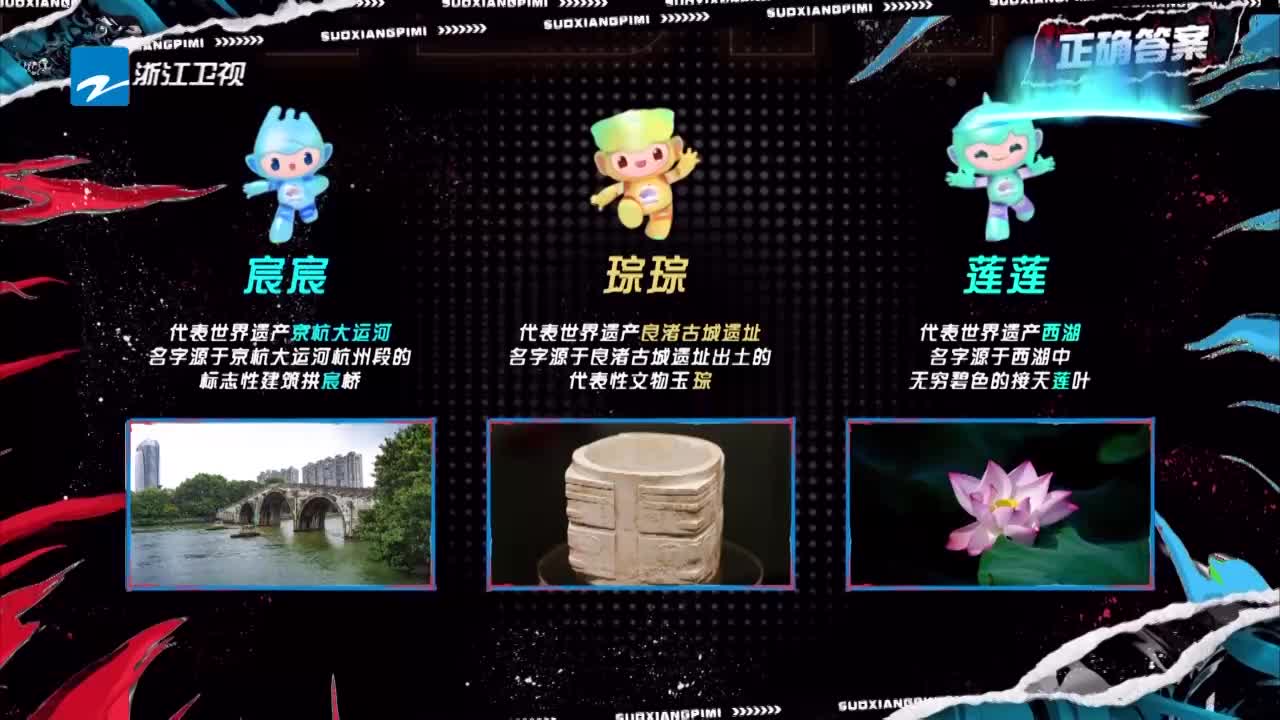 SUOXIANGPIMI
SUOXIANGPIMI
SUOXIANGPIMI
SUOXIANGPIMI
浙江卫视
正确答案
宸宸
琮琮
莲莲
代表世界遗产京杭大运河
名字源于京杭大运河杭州段的
标志性建筑拱宸桥
代表世界遗产良渚古城遗址
名字源于良渚古城遗址出土的
代表性文物玉琮
代表世界遗产西湖
名字源于西湖中
无穷碧色的接天莲叶
SUOXIANGPIMI